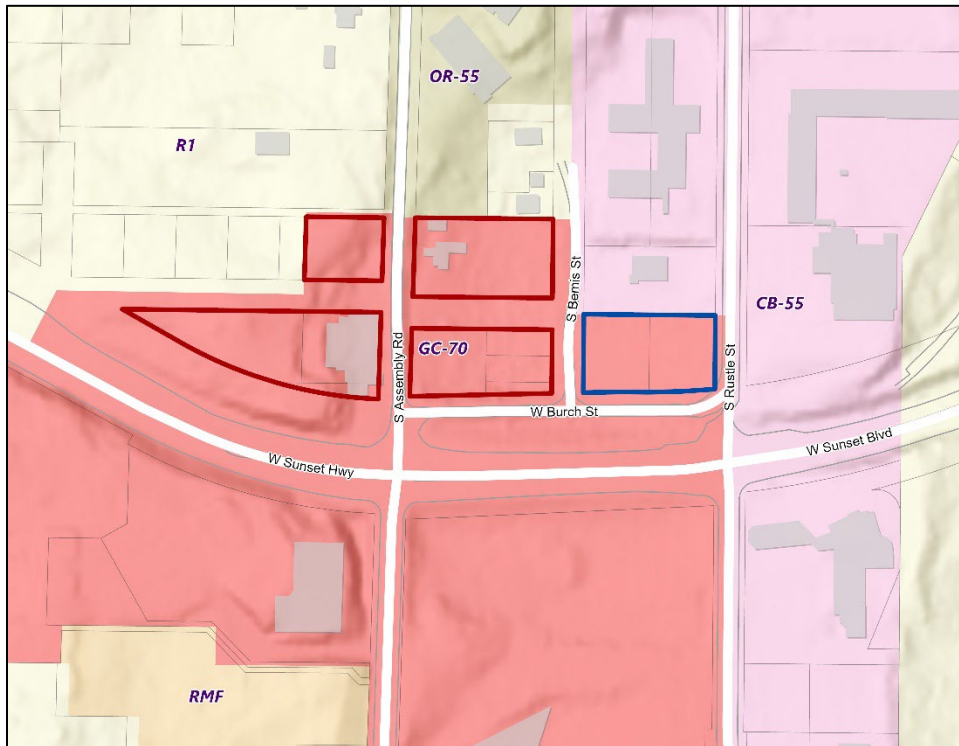 OR-55
R1
S Bemis St
CB-55
S Assembly Rd
GC-70
S Rustle St
W Burch St
W Sunset Blvd
W Sunset Hwy
RMF